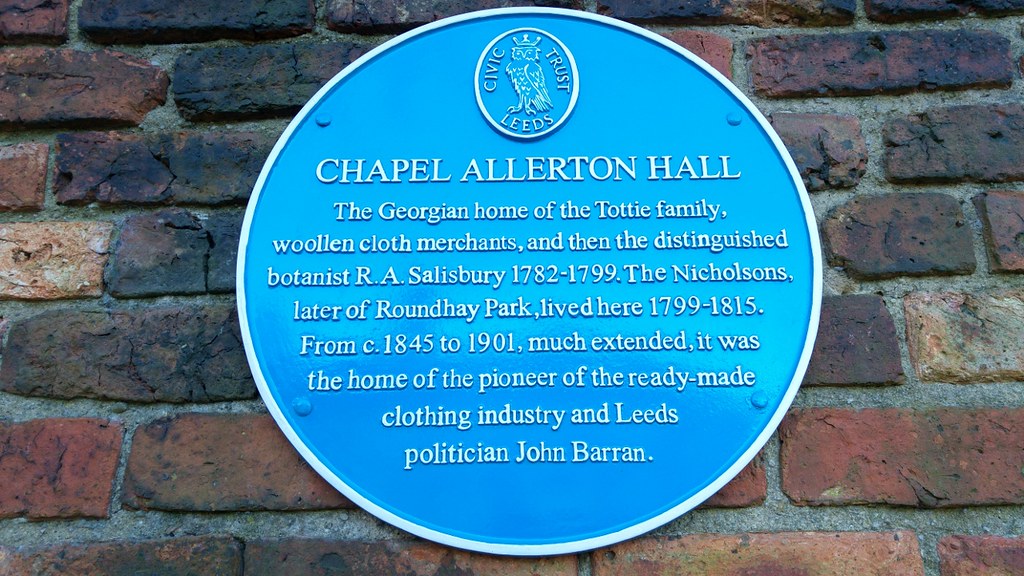 CIVIC TRUST
LEEDS
CHAPEL ALLERTON HALL
The Georgian home of the Tottie family,
woollen cloth merchants, and then the distinguished
botanist R.A. Salisbury 1782-1799. The Nicholsons,
later of Roundhay Park, lived here 1799-1815.
From c.1845 to 1901, much extended, it was
the home of the pioneer of the ready-made
clothing industry and Leeds
politician John Barran.